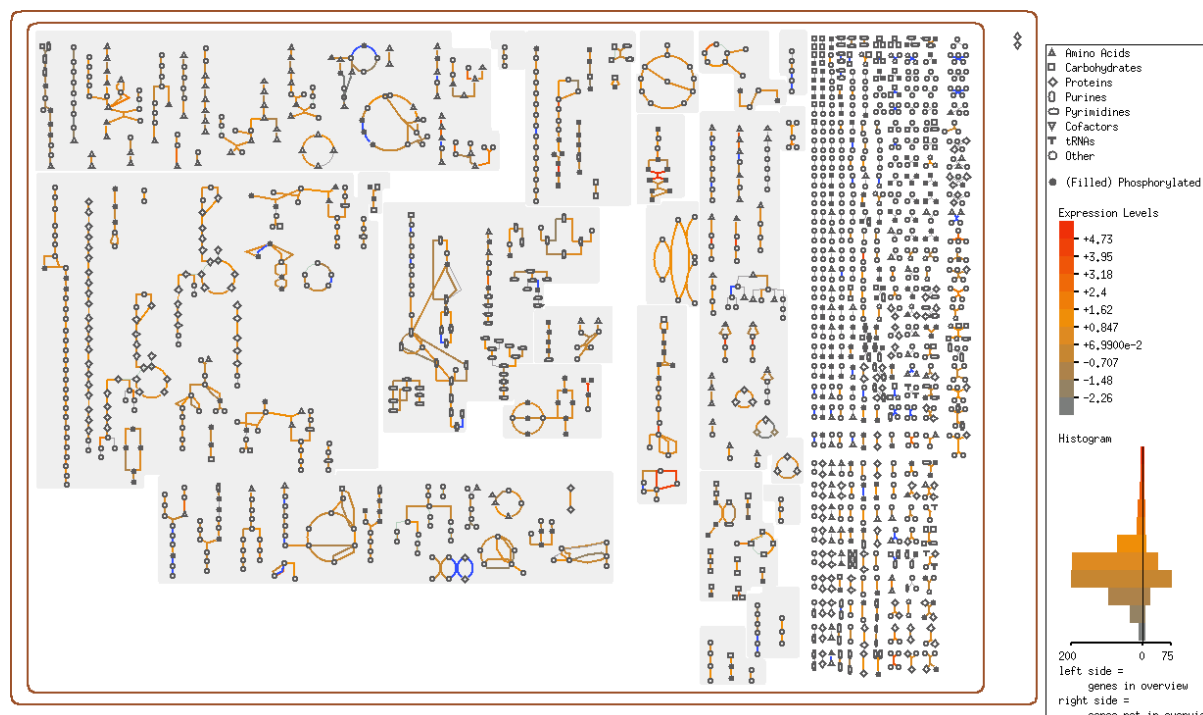 Amino Acids
Carbohydrates
Proteins
Purines
Pyrimidines
Cofactors
tRNAs
Other
(Filled) Phosphorylated
Expression Levels
+4.73
+3.95
+3.18
+2.4
+1.62
+0.847
+6.9900e-2
-0.707
-1.48
-2.26
Histogram
200 0 75
left side =
genes in overview
right side =